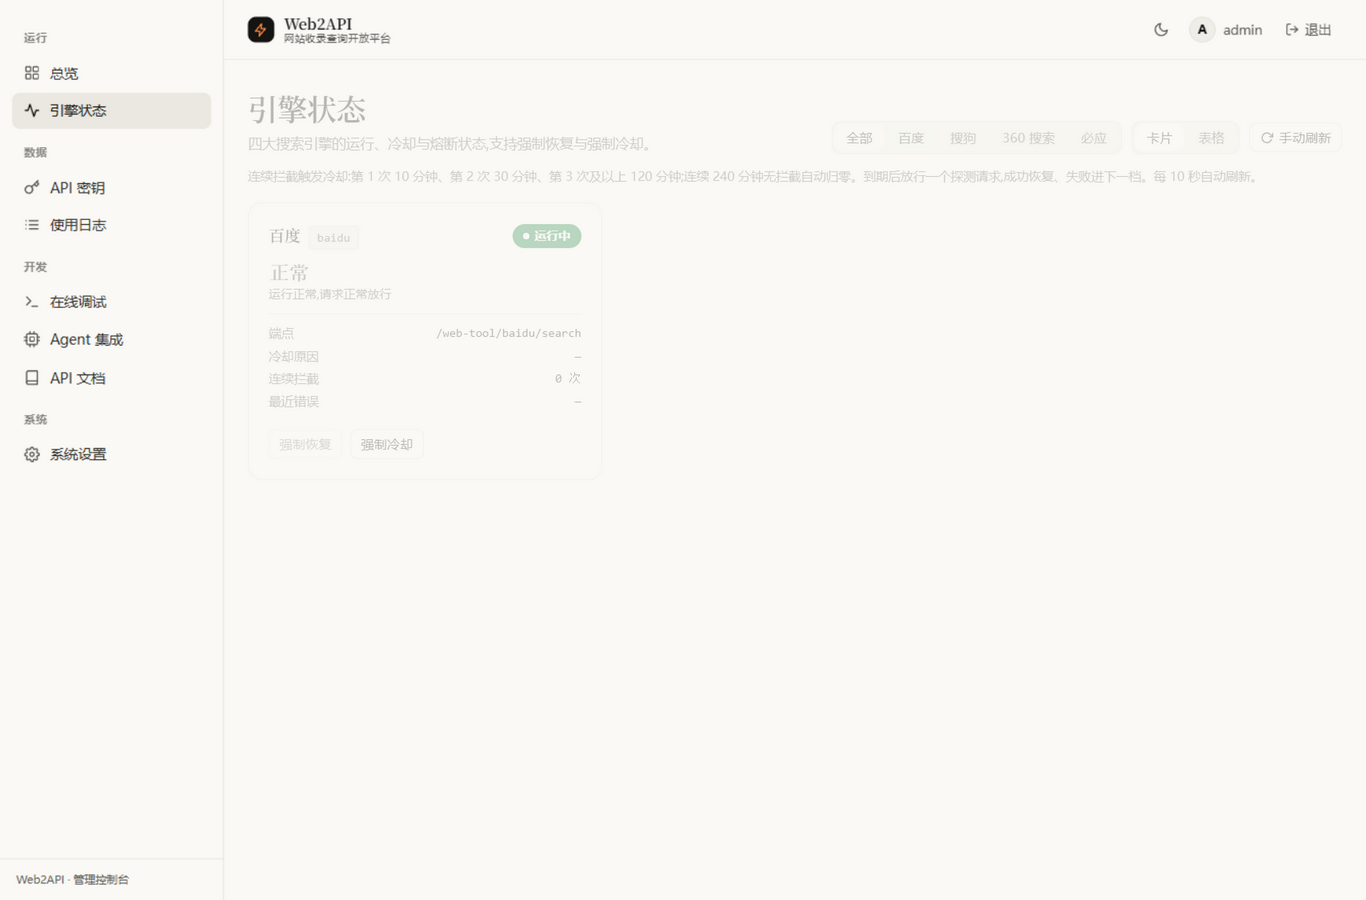 运行
总览
引擎状态
数据
API 密钥
使用日志
开发
在线调试
Agent 集成
API 文档
系统
系统设置
Web2API · 管理控制台
Web2API
网站收录查询开放平台
A
admin
退出
引擎状态
四大搜索引擎的运行、冷却与熔断状态,支持强制恢复与强制冷却。
全部
百度
搜狗
360 搜索
必应
卡片
表格
手动刷新
连续拦截触发冷却:第 1 次 10 分钟、第 2 次 30 分钟、第 3 次及以上 120 分钟;连续 240 分钟无拦截自动归零。到期后放行一个探测请求,成功恢复、失败进下一档。每 10 秒自动刷新。
百度 baidu
运行中
正常
运行正常,请求正常放行
端点 /web-tool/baidu/search
冷却原因 —
连续拦截 0 次
最近错误 —
强制恢复
强制冷却